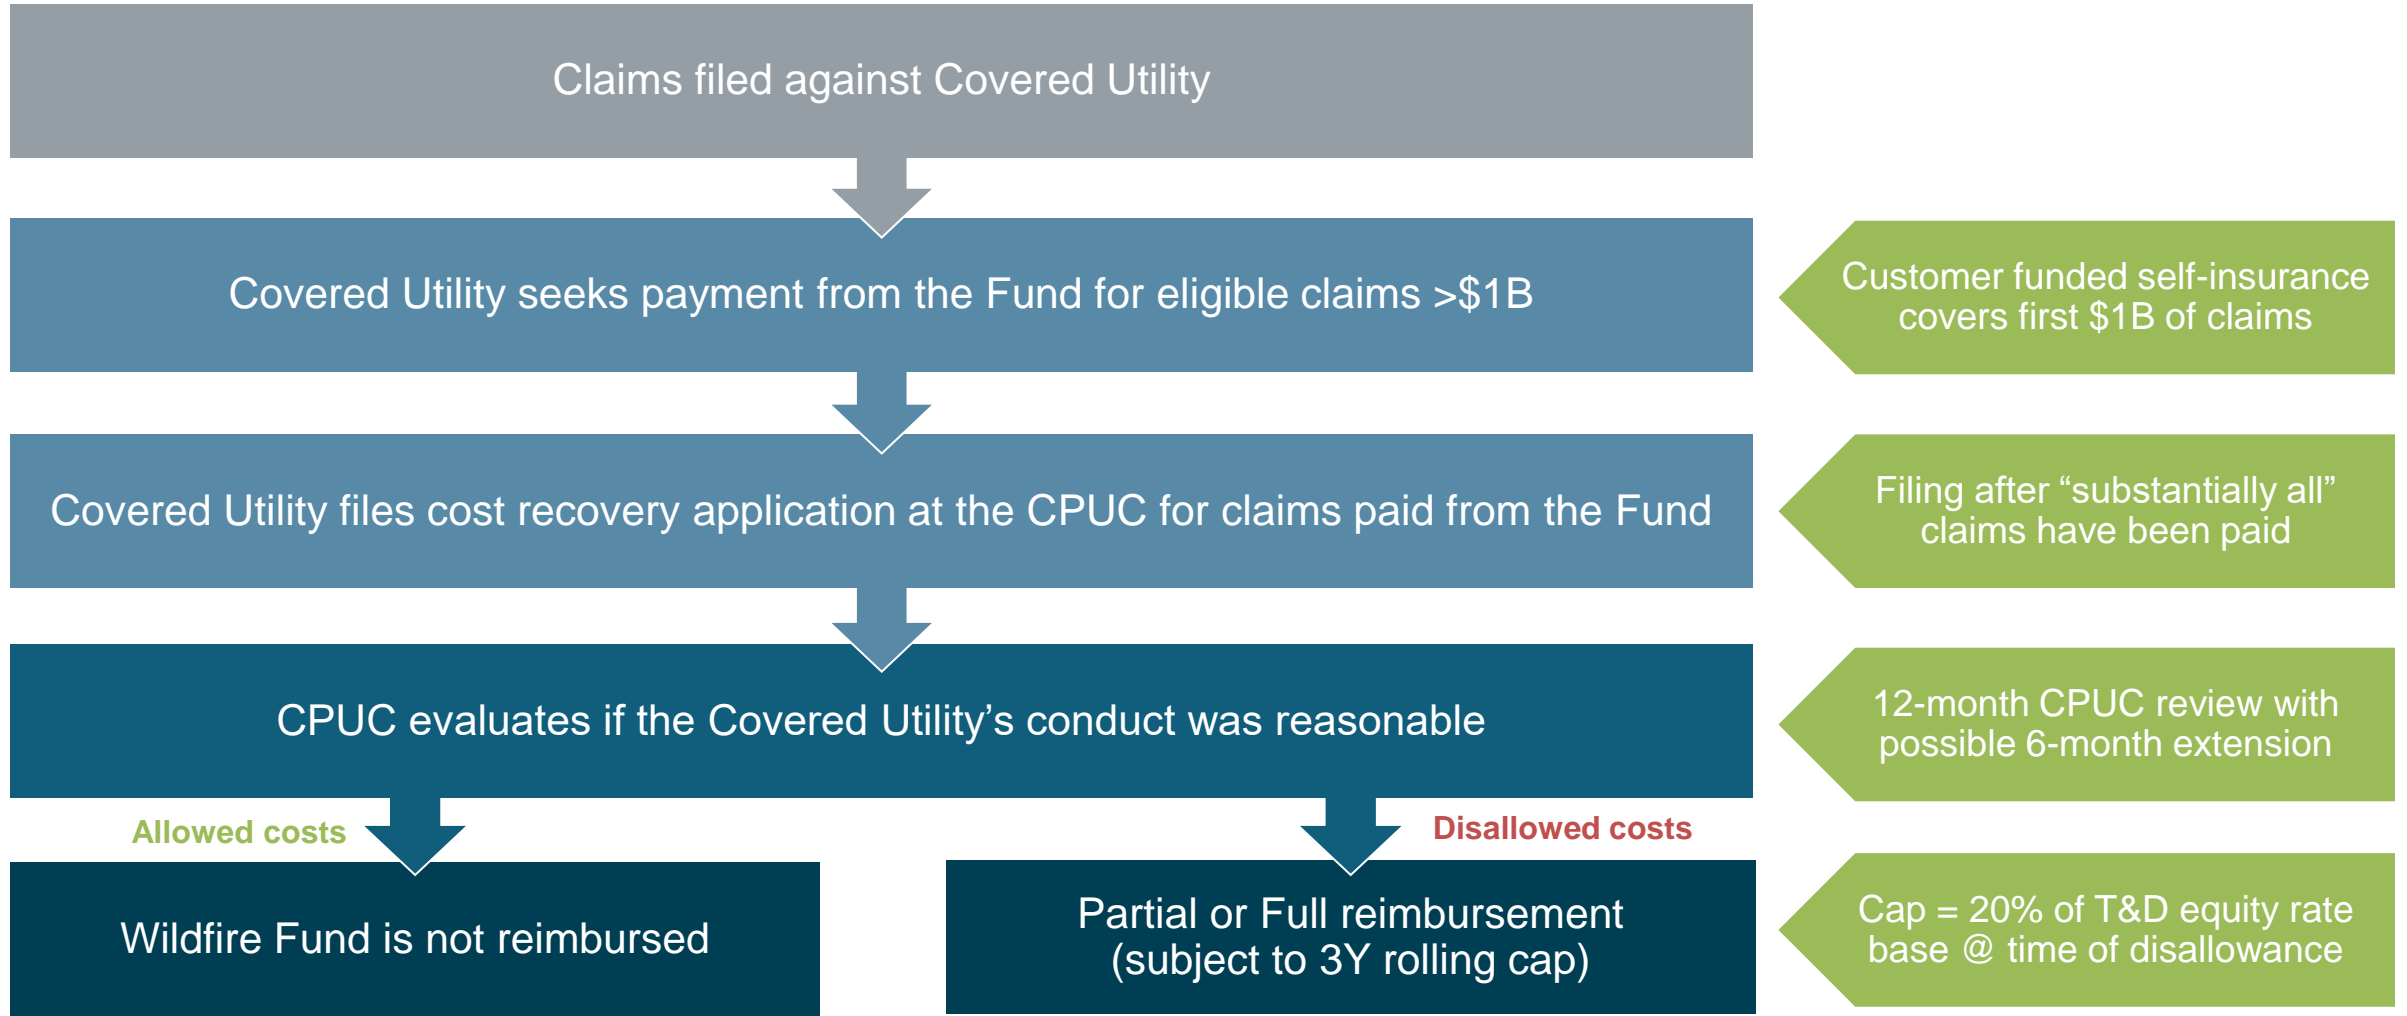 Claims filed against Covered Utility
Covered Utility seeks payment from the Fund for eligible claims >$1B
Customer funded self-insurance
covers first $1B of claims
Covered Utility files cost recovery application at the CPUC for claims paid from the Fund
Filing after “substantially all”
claims have been paid
CPUC evaluates if the Covered Utility’s conduct was reasonable
12-month CPUC review with
possible 6-month extension
Allowed costs
Disallowed costs
Wildfire Fund is not reimbursed
Partial or Full reimbursement
(subject to 3Y rolling cap)
Cap = 20% of T&D equity rate
base @ time of disallowance